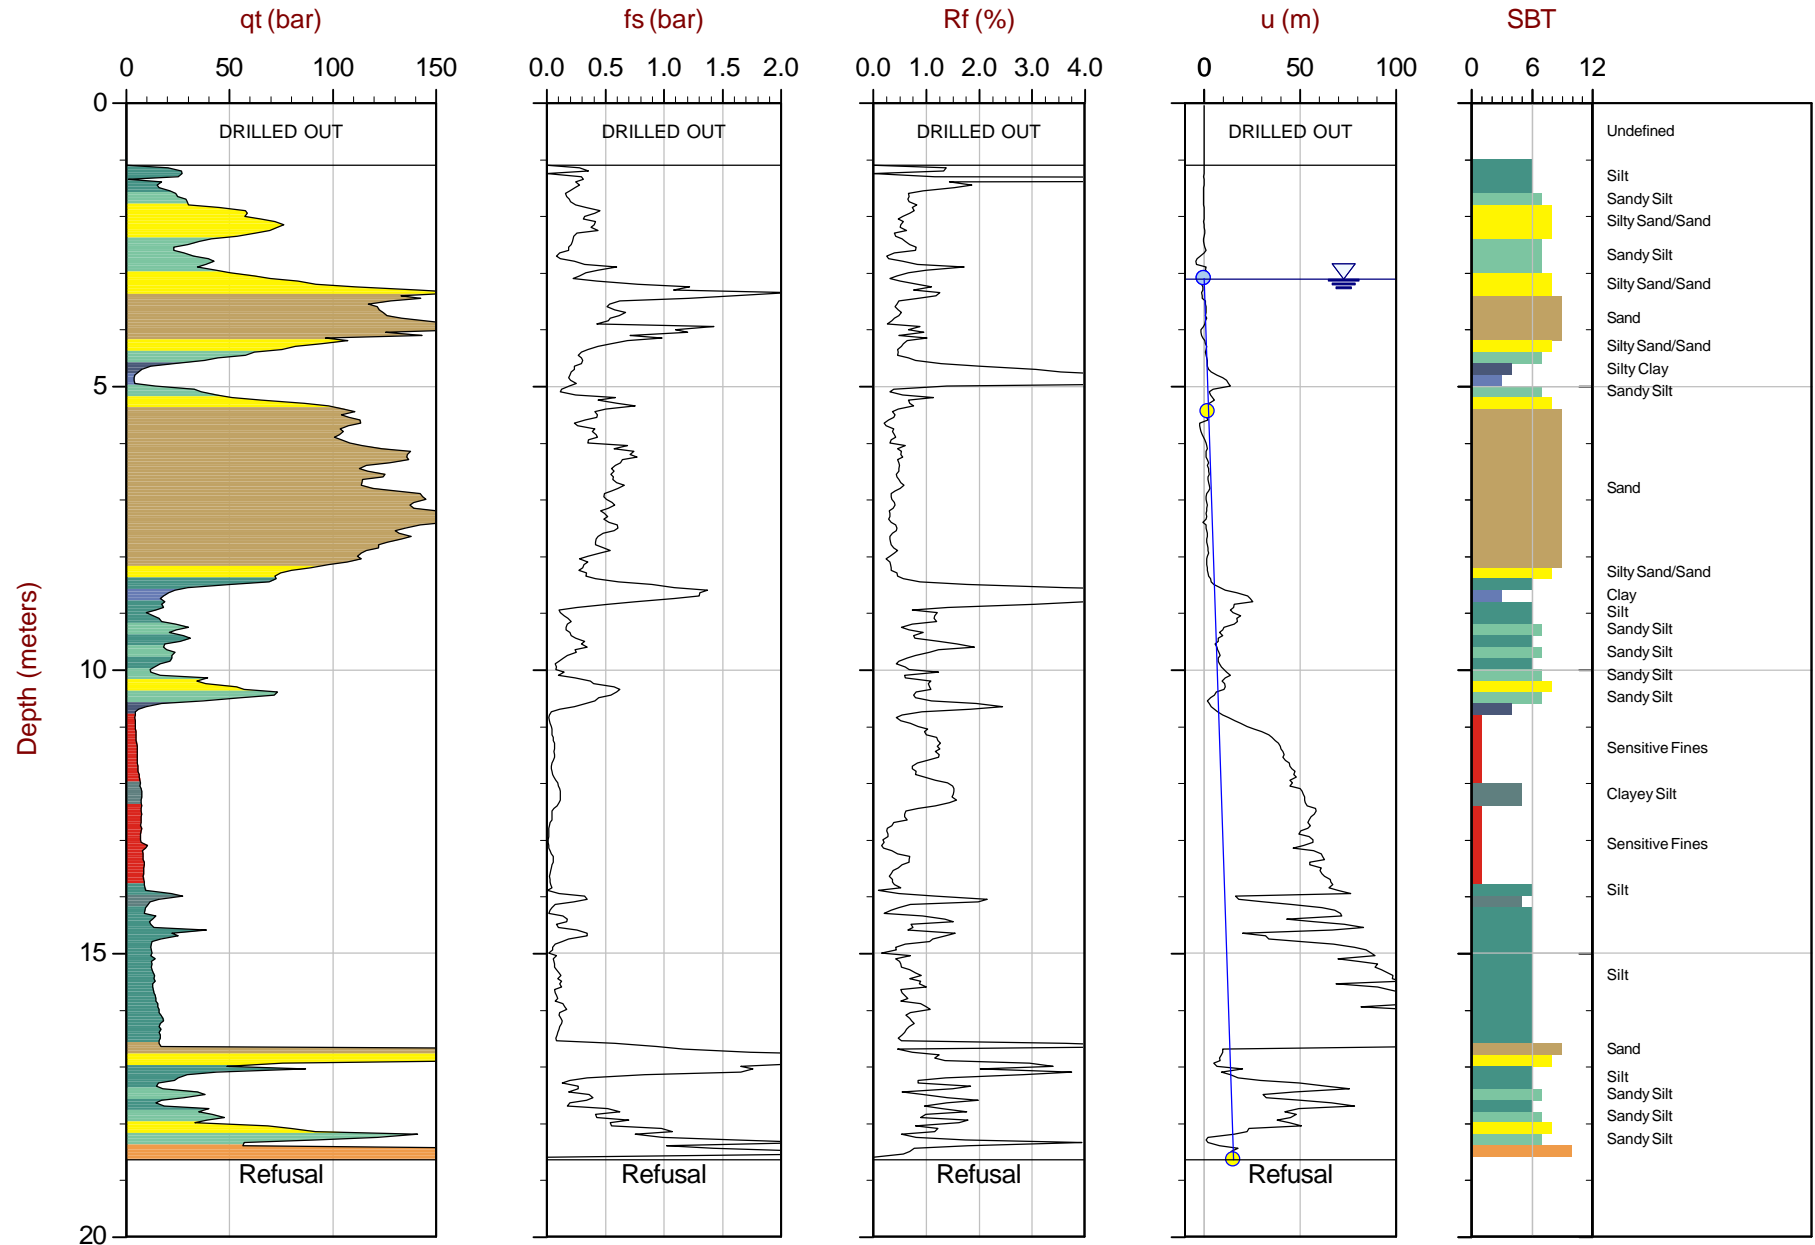 qt (bar) fs (bar) Rf (%) u (m) SBT
0 50 100 150 0.0 0.5 1.0 1.5 2.0 0.0 1.0 2.0 3.0 4.0 0 50 100 0 6 12
0
DRILLED OUT DRILLED OUT DRILLED OUT DRILLED OUT Undefined
Silt
Sandy Silt
Silty Sand/Sand
Sandy Silt
Silty Sand/Sand
Sand
Silty Sand/Sand
Silty Clay
5
Sandy Silt
Sand
Silty Sand/Sand
Clay
Silt
Sandy Silt
Sandy Silt
10
Sandy Silt
Sandy Silt
Depth (meters)
Sensitive Fines
Clayey Silt
Sensitive Fines
Silt
15
Silt
Sand
Silt
Sandy Silt
Sandy Silt
Sandy Silt
Refusal Refusal Refusal Refusal
20